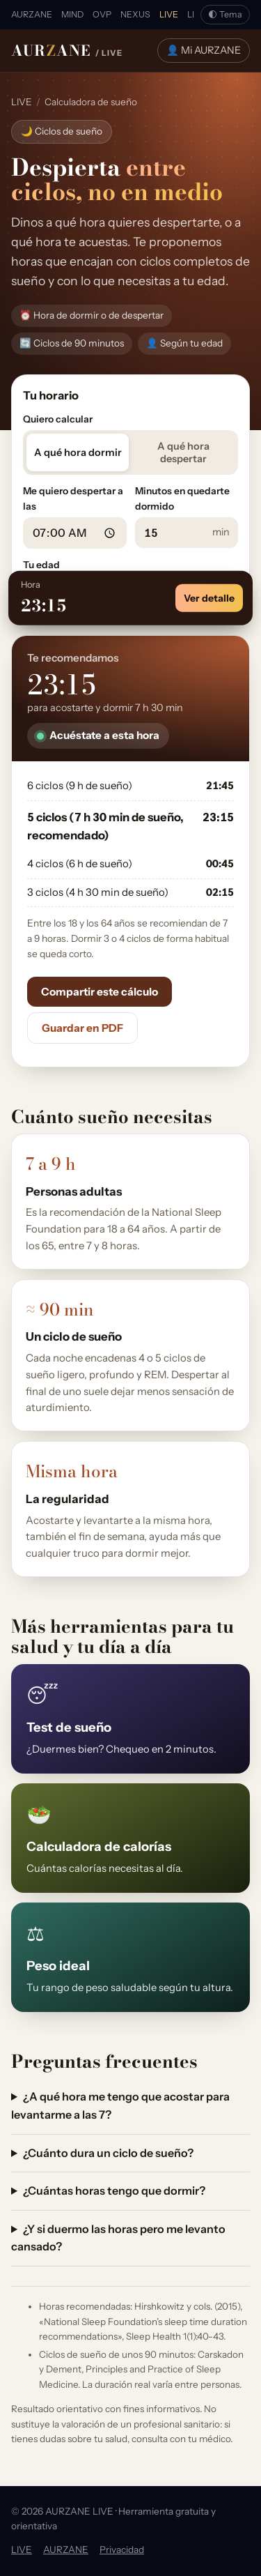 AURZANE MIND OVP NEXUS LIVE LI Tema
AURZANE / LIVE Mi AURZANE
LIVE / Calculadora de sueño
🌙 Ciclos de sueño
Despierta entre
ciclos, no en medio
Dinos a qué hora quieres despertarte, o a
qué hora te acuestas. Te proponemos
horas que encajan con ciclos completos de
sueño y con lo que necesitas a tu edad.
⏰ Hora de dormir o de despertar
🔄 Ciclos de 90 minutos 👤 Según tu edad
Tu horario
Quiero calcular
A qué hora dormir
A qué hora
despertar
Me quiero despertar a
las
Minutos en quedarte
dormido
07:00 AM
15 min
Tu edad
Hora
23:15
Ver detalle
Te recomendamos
23:15
para acostarte y dormir 7 h 30 min
Acuéstate a esta hora
6 ciclos (9 h de sueño) 21:45
5 ciclos (7 h 30 min de sueño,
recomendado) 23:15
4 ciclos (6 h de sueño) 00:45
3 ciclos (4 h 30 min de sueño) 02:15
Entre los 18 y los 64 años se recomiendan de 7
a 9 horas. Dormir 3 o 4 ciclos de forma habitual
se queda corto.
Compartir este cálculo
Guardar en PDF
Cuánto sueño necesitas
7 a 9 h
Personas adultas
Es la recomendación de la National Sleep
Foundation para 18 a 64 años. A partir de
los 65, entre 7 y 8 horas.
≈ 90 min
Un ciclo de sueño
Cada noche encadenas 4 o 5 ciclos de
sueño ligero, profundo y REM. Despertar al
final de uno suele dejar menos sensación de
aturdimiento.
Misma hora
La regularidad
Acostarte y levantarte a la misma hora,
también el fin de semana, ayuda más que
cualquier truco para dormir mejor.
Más herramientas para tu
salud y tu día a día
Test de sueño
¿Duermes bien? Chequeo en 2 minutos.
Calculadora de calorías
Cuántas calorías necesitas al día.
Peso ideal
Tu rango de peso saludable según tu altura.
Preguntas frecuentes
▶ ¿A qué hora me tengo que acostar para
levantarme a las 7?
▶ ¿Cuánto dura un ciclo de sueño?
▶ ¿Cuántas horas tengo que dormir?
▶ ¿Y si duermo las horas pero me levanto
cansado?
• Horas recomendadas: Hirshkowitz y cols. (2015),
«National Sleep Foundation's sleep time duration
recommendations», Sleep Health 1(1):40-43.
• Ciclos de sueño de unos 90 minutos: Carskadon
y Dement, Principles and Practice of Sleep
Medicine. La duración real varía entre personas.
Resultado orientativo con fines informativos. No
sustituye la valoración de un profesional sanitario: si
tienes dudas sobre tu salud, consulta con tu médico.
© 2026 AURZANE LIVE · Herramienta gratuita y
orientativa
LIVE AURZANE Privacidad